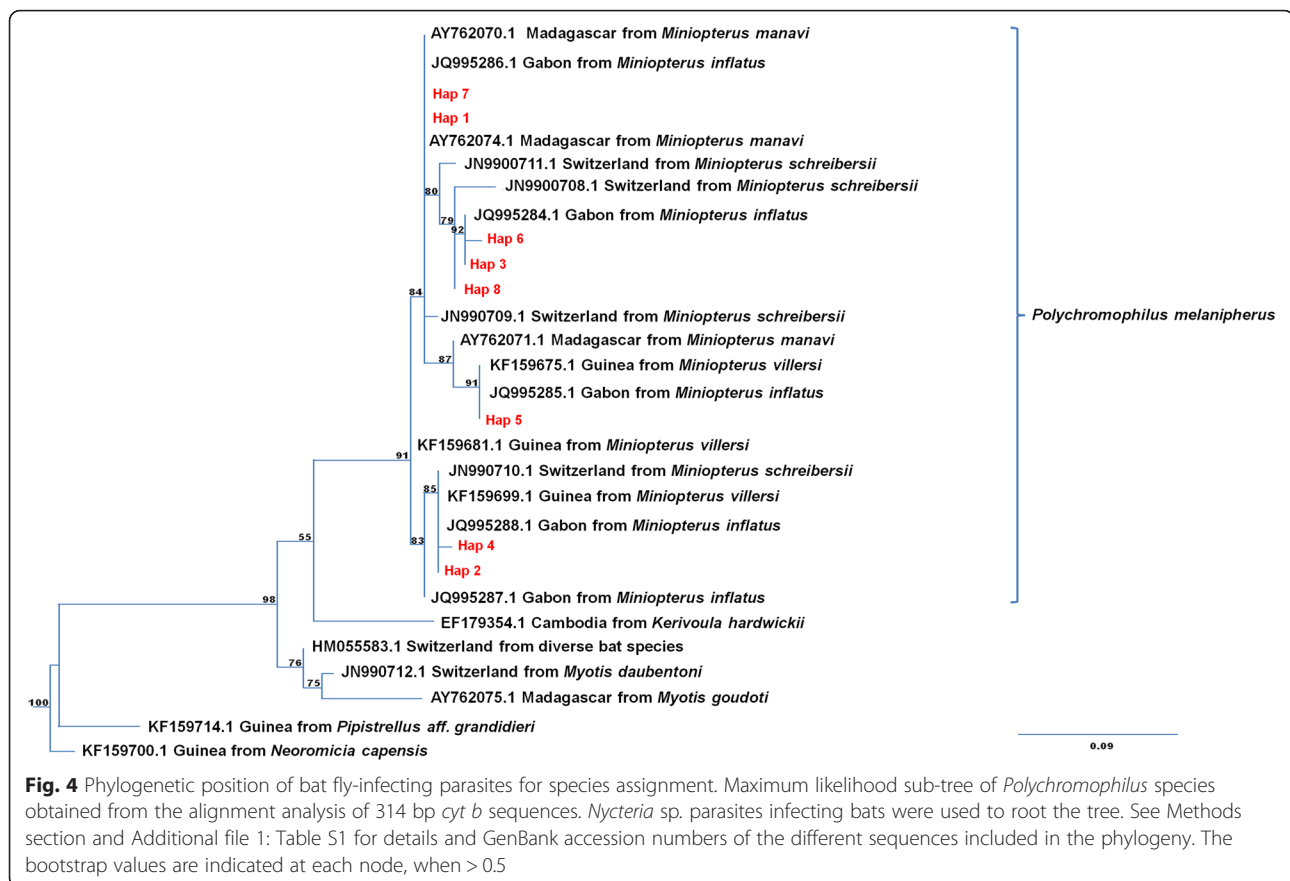 AY762070.1 Madagascar from Miniopterus manavi
JQ995286.1 Gabon from Miniopterus inflatus
Hap 7
Hap 1
AY762074.1 Madagascar from Miniopterus manavi
JN9900711.1 Switzerland from Miniopterus schreibersii
80
JN9900708.1 Switzerland from Miniopterus schreibersii
79
JQ995284.1 Gabon from Miniopterus inflatus
92
Hap 6
Hap 3
Hap 8
84
JN990709.1 Switzerland from Miniopterus schreibersii
Polychromophilus melanipherus
AY762071.1 Madagascar from Miniopterus manavi
87
KF159675.1 Guinea from Miniopterus villersi
91
JQ995285.1 Gabon from Miniopterus inflatus
Hap 5
KF159681.1 Guinea from Miniopterus villersi
91
JN990710.1 Switzerland from Miniopterus schreibersii
85
KF159699.1 Guinea from Miniopterus villersi
JQ995288.1 Gabon from Miniopterus inflatus
83
Hap 4
55
Hap 2
98
JQ995287.1 Gabon from Miniopterus inflatus
EF179354.1 Cambodia from Kerivoula hardwickii
HM055583.1 Switzerland from diverse bat species
76
JN990712.1 Switzerland from Myotis daubentoni
75
AY762075.1 Madagascar from Myotis goudoti
100
KF159714.1 Guinea from Pipistrellus aff. grandidieri
0.09
KF159700.1 Guinea from Neoromicia capensis
Fig. 4 Phylogenetic position of bat fly-infecting parasites for species assignment. Maximum likelihood sub-tree of Polychromophilus species
obtained from the alignment analysis of 314 bp cyt b sequences. Nycteria sp. parasites infecting bats were used to root the tree. See Methods
section and Additional file 1: Table S1 for details and GenBank accession numbers of the different sequences included in the phylogeny. The
bootstrap values are indicated at each node, when > 0.5